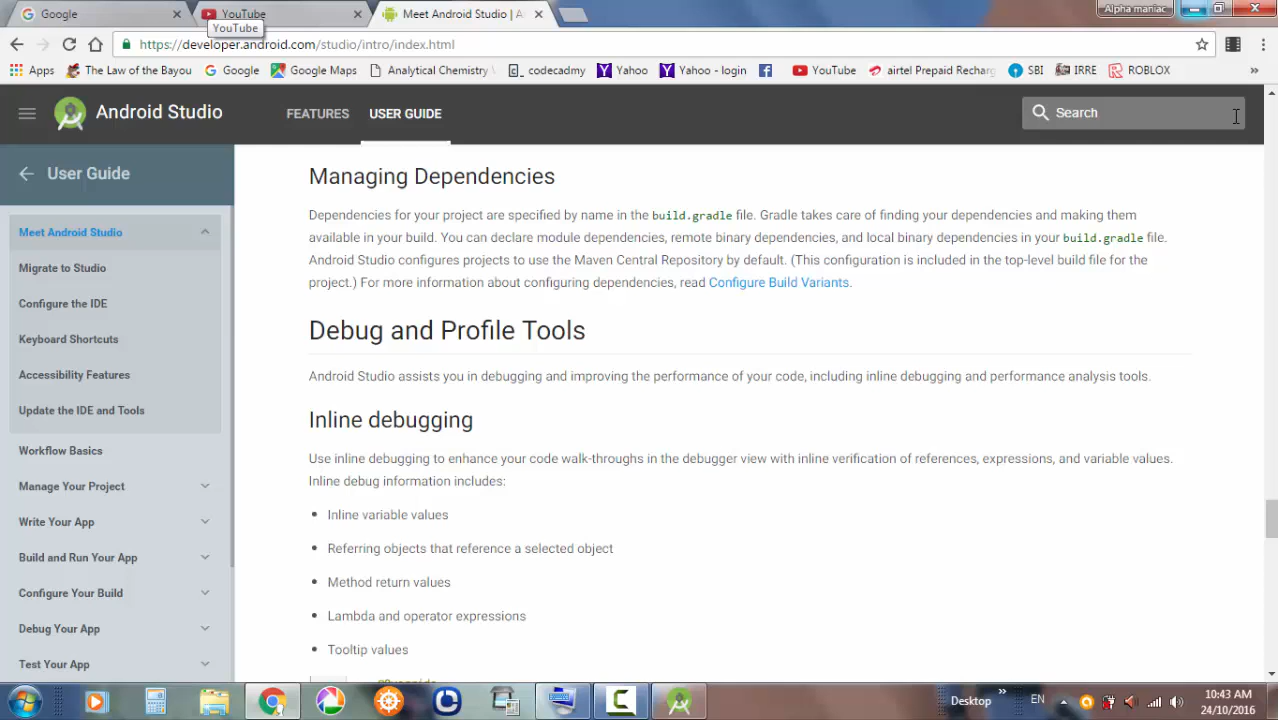 Google
YouTube
Meet Android Studio | A
Alpha maniac
YouTube
https://developer.android.com/studio/intro/index.html
Apps
The Law of the Bayou
Google
Google Maps
Analytical Chemistry
codecadmy
Yahoo
Yahoo - login
YouTube
airtel Prepaid Recharg
SBI
IRRE
ROBLOX
Android Studio
FEATURES
USER GUIDE
Search
User Guide
Meet Android Studio
Migrate to Studio
Configure the IDE
Keyboard Shortcuts
Accessibility Features
Update the IDE and Tools
Workflow Basics
Manage Your Project
Write Your App
Build and Run Your App
Configure Your Build
Debug Your App
Test Your App
Managing Dependencies
Dependencies for your project are specified by name in the build.gradle file. Gradle takes care of finding your dependencies and making them
available in your build. You can declare module dependencies, remote binary dependencies, and local binary dependencies in your build.gradle file.
Android Studio configures projects to use the Maven Central Repository by default. (This configuration is included in the top-level build file for the
project.) For more information about configuring dependencies, read Configure Build Variants.
Debug and Profile Tools
Android Studio assists you in debugging and improving the performance of your code, including inline debugging and performance analysis tools.
Inline debugging
Use inline debugging to enhance your code walk-throughs in the debugger view with inline verification of references, expressions, and variable values.
Inline debug information includes:
Inline variable values
Referring objects that reference a selected object
Method return values
Lambda and operator expressions
Tooltip values
Desktop
EN
10:43 AM
24/10/2016